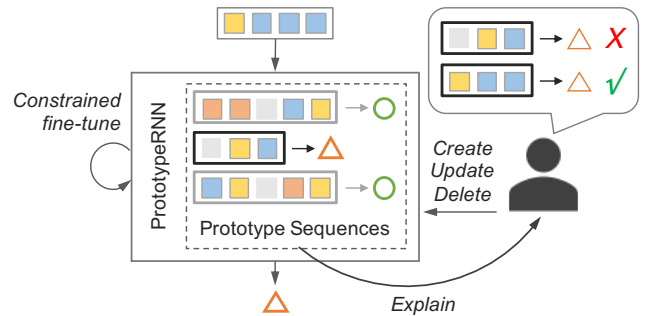 X
√
Constrained
fine-tune
PrototypeRNN
Prototype Sequences
Create
Update
Delete
Explain